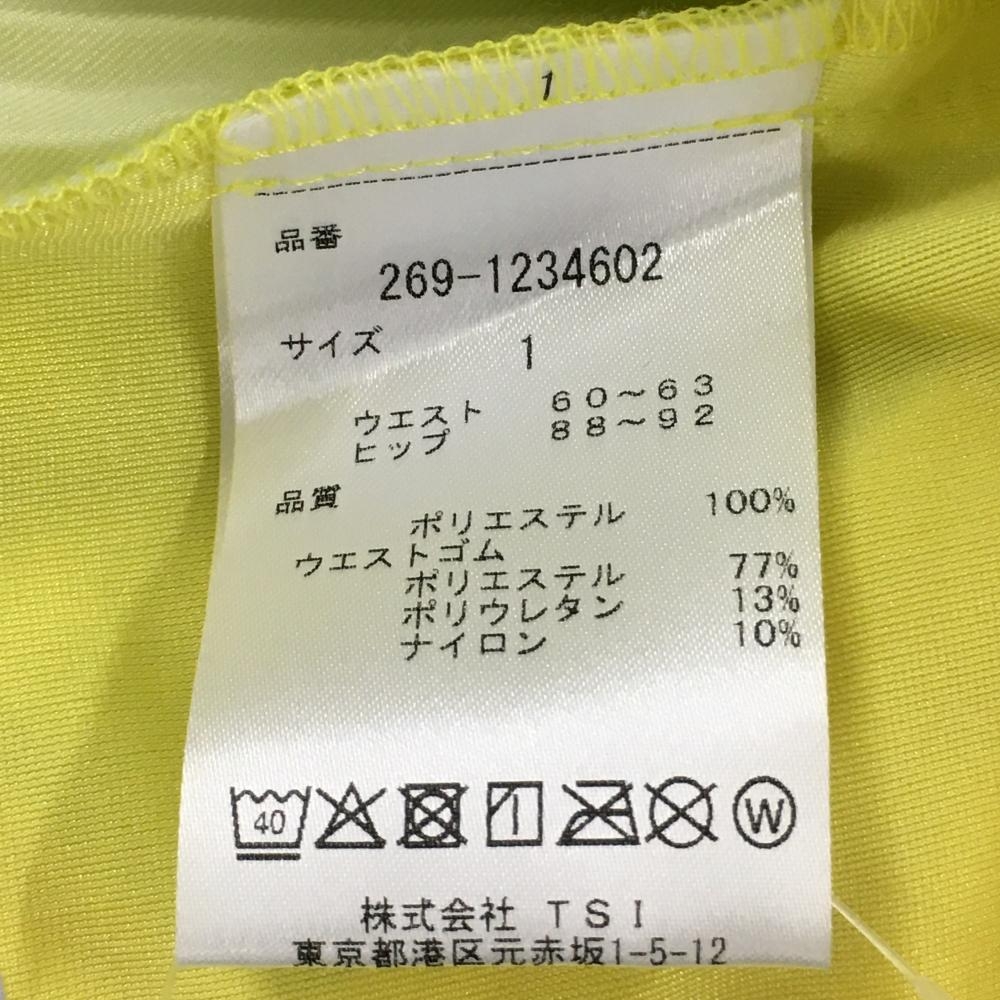 1
品番
269-1234602
サイズ 1
ウエスト 60～63
ヒップ 88～92
品質
ポリエステル 100%
ウエストゴム
ポリエステル 77%
ポリウレタン 13%
ナイロン 10%
40 W
株式会社 TSI
東京都港区元赤坂1-5-12